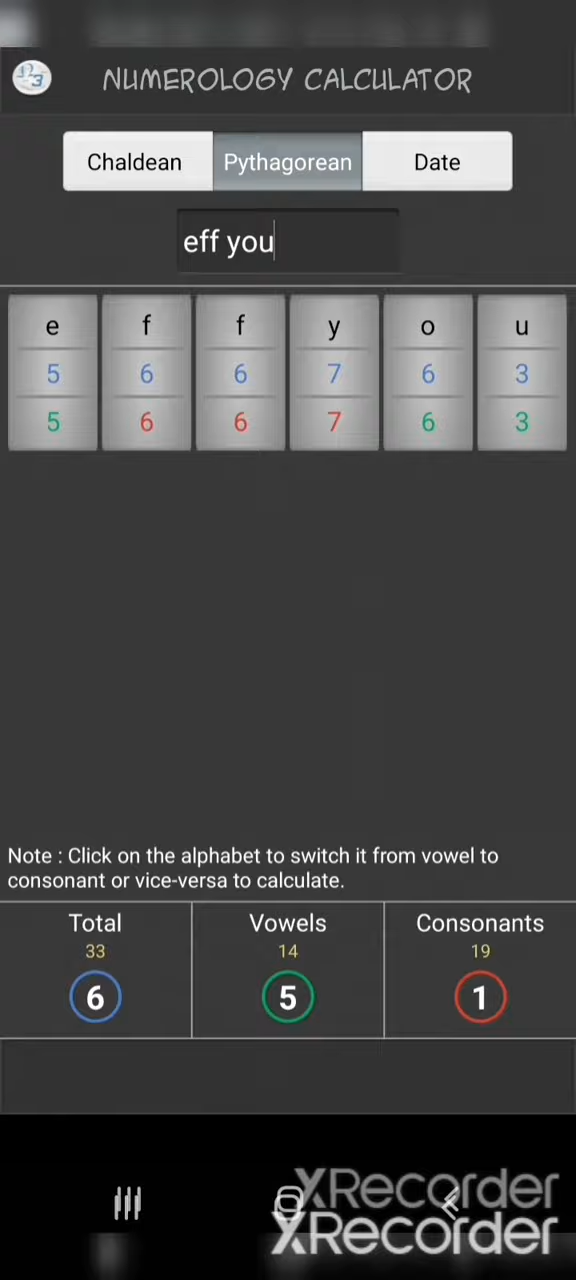 NUMEROLOGY CALCULATOR
Chaldean Pythagorean Date
eff you
e f f y o u
5 6 6 7 6 3
5 6 6 7 6 3
Note : Click on the alphabet to switch it from vowel to
consonant or vice-versa to calculate.
Total Vowels Consonants
33 14 19
6 5 1
XRecorder
XRecorder